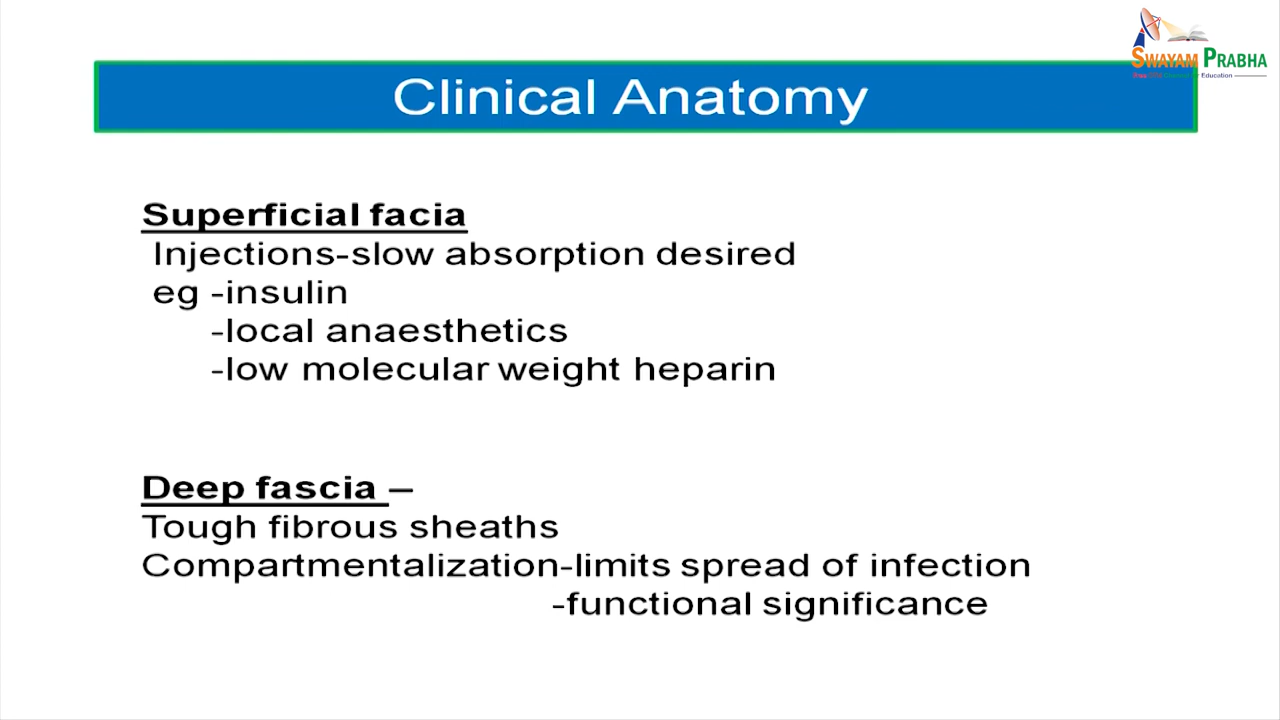 SWAYAM PRABHA
Clinical Anatomy
Superficial facia
Injections-slow absorption desired
eg -insulin
-local anaesthetics
-low molecular weight heparin
Deep fascia –
Tough fibrous sheaths
Compartmentalization-limits spread of infection
-functional significance